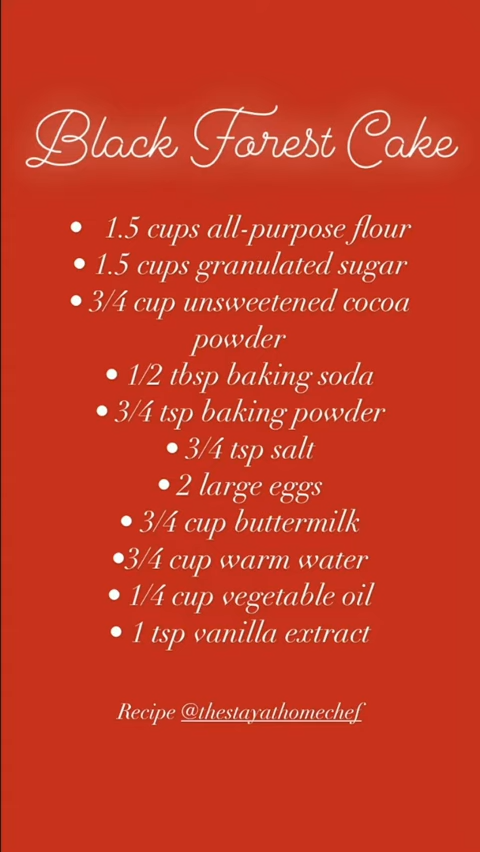 Black Forest Cake
• 1.5 cups all-purpose flour
• 1.5 cups granulated sugar
• 3/4 cup unsweetened cocoa
powder
• 1/2 tbsp baking soda
• 3/4 tsp baking powder
• 3/4 tsp salt
• 2 large eggs
• 3/4 cup buttermilk
•3/4 cup warm water
• 1/4 cup vegetable oil
• 1 tsp vanilla extract
Recipe @thestayathomechef